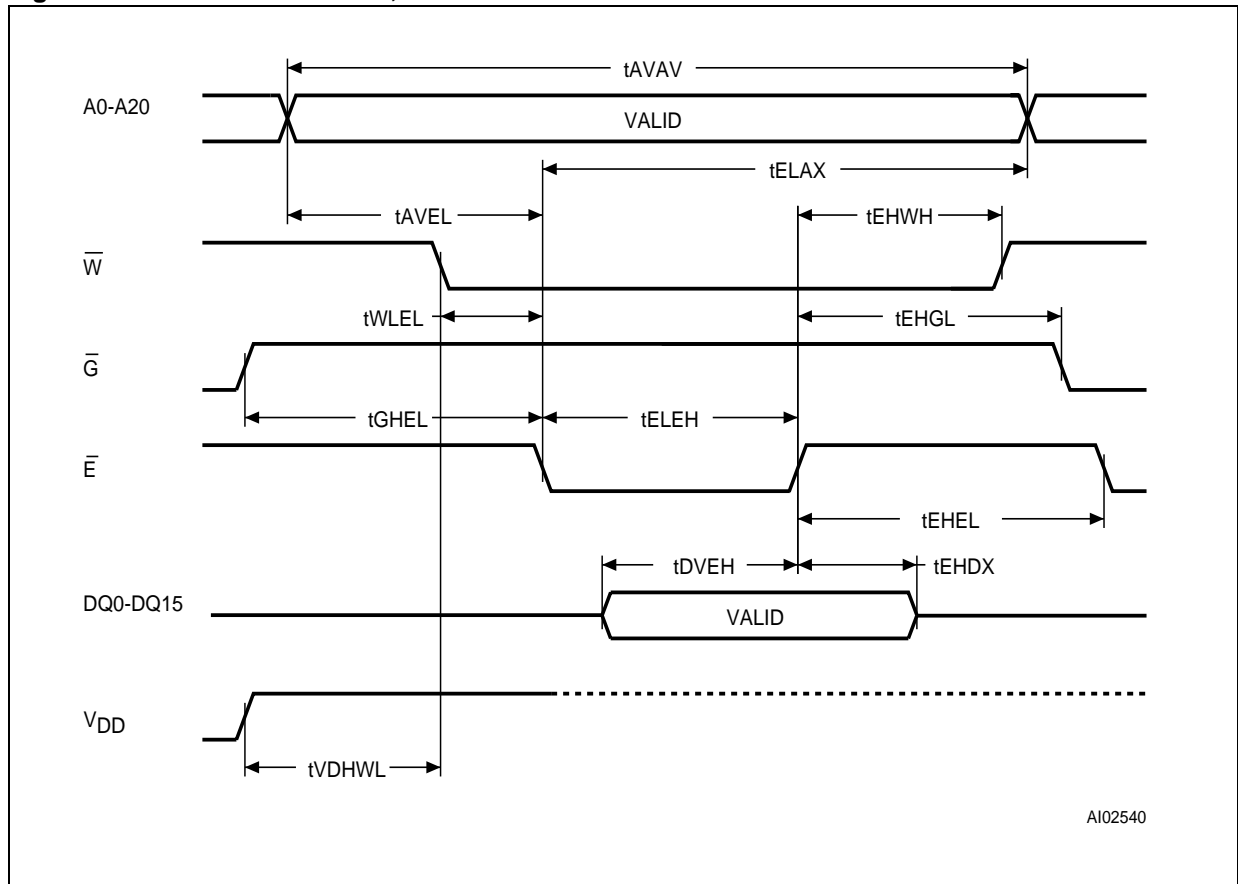 tAVAV
A0-A20
VALID
tELAX
tAVEL
tEHWH
W̅
tWLEL
tEHGL
G̅
tGHEL
tELEH
E̅
tEHEL
tDVEH
tEHDX
DQ0-DQ15
VALID
VDD
tVDHWL
AI02540